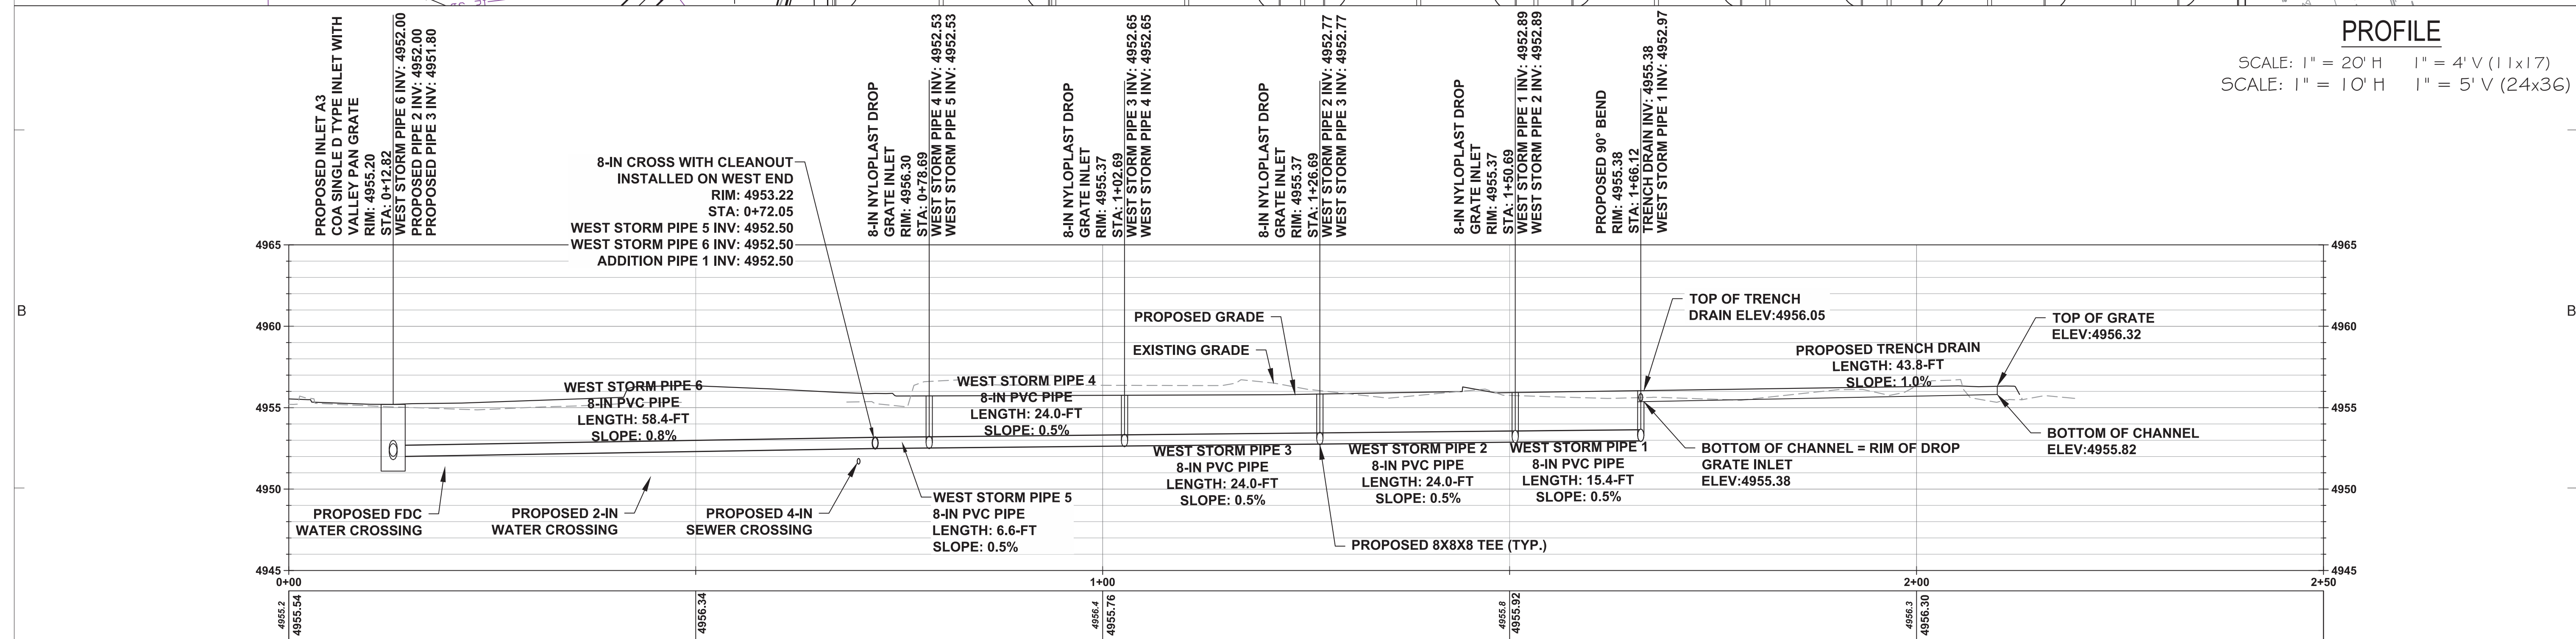 PROFILE
SCALE: 1" = 20' H 1" = 4' V (11x17)
SCALE: 1" = 10' H 1" = 5' V (24x36)
PROPOSED INLET A3
COA SINGLE D TYPE INLET WITH
VALLEY PAN GRATE
RIM: 4955.20
STA: 0+12.82
WEST STORM PIPE 6 INV: 4952.00
PROPOSED PIPE 2 INV: 4952.00
PROPOSED PIPE 3 INV: 4951.80
8-IN CROSS WITH CLEANOUT
INSTALLED ON WEST END
RIM: 4953.22
STA: 0+72.05
WEST STORM PIPE 5 INV: 4952.50
WEST STORM PIPE 6 INV: 4952.50
ADDITION PIPE 1 INV: 4952.50
8-IN NYLOPLAST DROP
GRATE INLET
RIM: 4956.30
STA: 0+78.69
WEST STORM PIPE 4 INV: 4952.53
WEST STORM PIPE 5 INV: 4952.53
8-IN NYLOPLAST DROP
GRATE INLET
RIM: 4955.37
STA: 1+02.69
WEST STORM PIPE 3 INV: 4952.65
WEST STORM PIPE 4 INV: 4952.65
8-IN NYLOPLAST DROP
GRATE INLET
RIM: 4955.37
STA: 1+26.69
WEST STORM PIPE 2 INV: 4952.77
WEST STORM PIPE 3 INV: 4952.77
8-IN NYLOPLAST DROP
GRATE INLET
RIM: 4955.37
STA: 1+50.69
WEST STORM PIPE 1 INV: 4952.89
WEST STORM PIPE 2 INV: 4952.89
PROPOSED 90° BEND
RIM: 4955.38
STA: 1+66.12
TRENCH DRAIN INV: 4955.38
WEST STORM PIPE 1 INV: 4952.97
B
B
4965
4960
4955
4950
4945
4965
4960
4955
4950
4945
PROPOSED GRADE
EXISTING GRADE
TOP OF TRENCH
DRAIN ELEV:4956.05
PROPOSED TRENCH DRAIN
LENGTH: 43.8-FT
SLOPE: 1.0%
TOP OF GRATE
ELEV:4956.32
BOTTOM OF CHANNEL
ELEV:4955.82
WEST STORM PIPE 6
8-IN PVC PIPE
LENGTH: 58.4-FT
SLOPE: 0.8%
WEST STORM PIPE 4
8-IN PVC PIPE
LENGTH: 24.0-FT
SLOPE: 0.5%
WEST STORM PIPE 3
8-IN PVC PIPE
LENGTH: 24.0-FT
SLOPE: 0.5%
WEST STORM PIPE 2
8-IN PVC PIPE
LENGTH: 24.0-FT
SLOPE: 0.5%
WEST STORM PIPE 1
8-IN PVC PIPE
LENGTH: 15.4-FT
SLOPE: 0.5%
BOTTOM OF CHANNEL = RIM OF DROP
GRATE INLET
ELEV:4955.38
PROPOSED FDC
WATER CROSSING
PROPOSED 2-IN
WATER CROSSING
PROPOSED 4-IN
SEWER CROSSING
WEST STORM PIPE 5
8-IN PVC PIPE
LENGTH: 6.6-FT
SLOPE: 0.5%
PROPOSED 8X8X8 TEE (TYP.)
0+00
1+00
2+00
2+50
4955.2
4955.54
4956.34
4956.4
4955.76
4955.8
4955.92
4956.3
4956.30